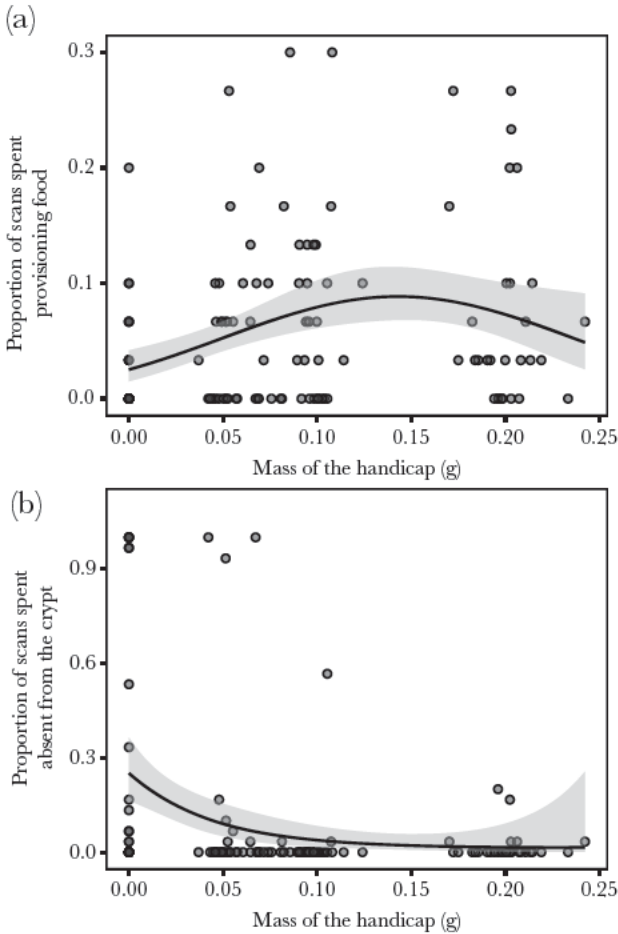 (a)
0.3
0.2
0.1
0.0
Proportion of scans spent
provisioning food
0.00 0.05 0.10 0.15 0.20 0.25
Mass of the handicap (g)
(b)
0.9
0.6
0.3
0.0
Proportion of scans spent
absent from the crypt
0.00 0.05 0.10 0.15 0.20 0.25
Mass of the handicap (g)